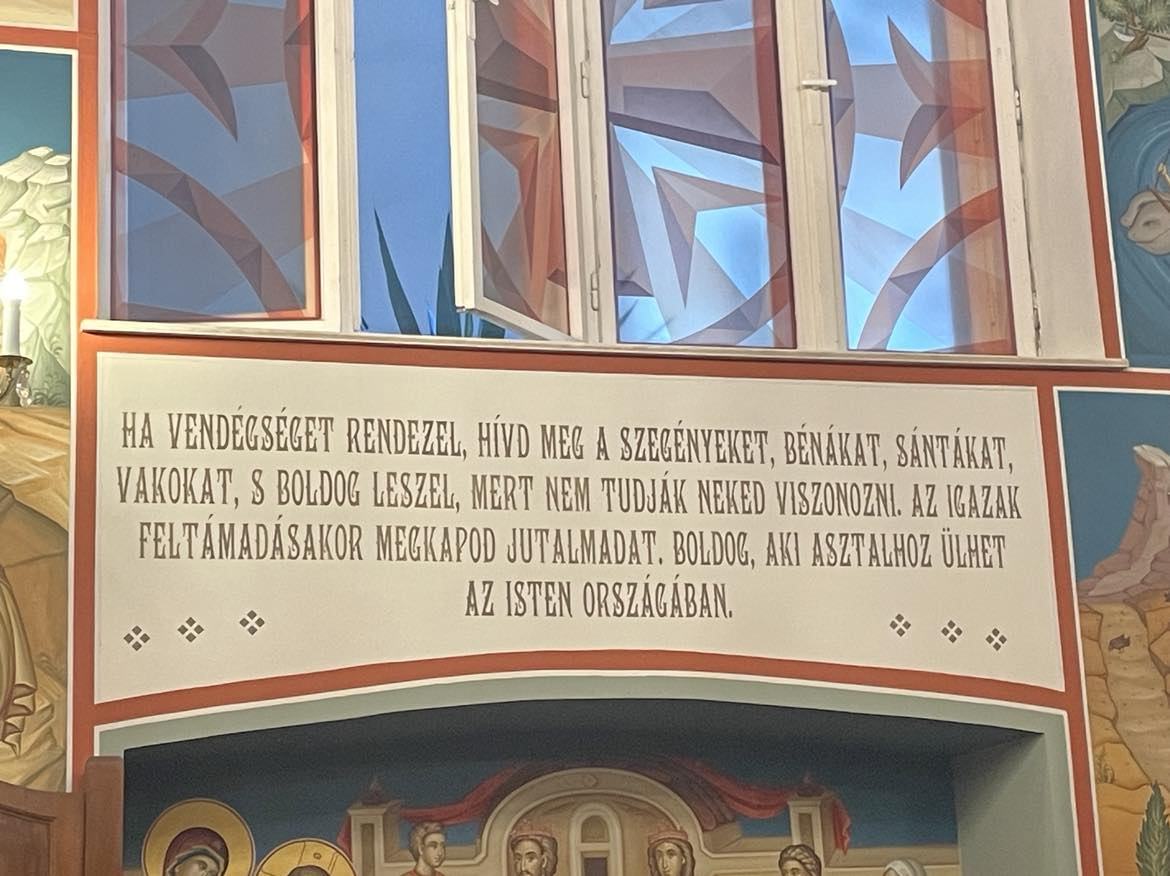 HA VENDÉGSÉGET RENDEZEL, HÍVD MEG A SZEGÉNYEKET, BÉNÁKAT, SÁNTÁKAT,
VAKOKAT, S BOLDOG LESZEL, MERT NEM TUDJÁK NEKED VISZONOZNI. AZ IGAZAK
FELTÁMADÁSAKOR MEGKAPOD JUTALMADAT. BOLDOG, AKI ASZTALHOZ ÜLHET
AZ ISTEN ORSZÁGÁBAN.